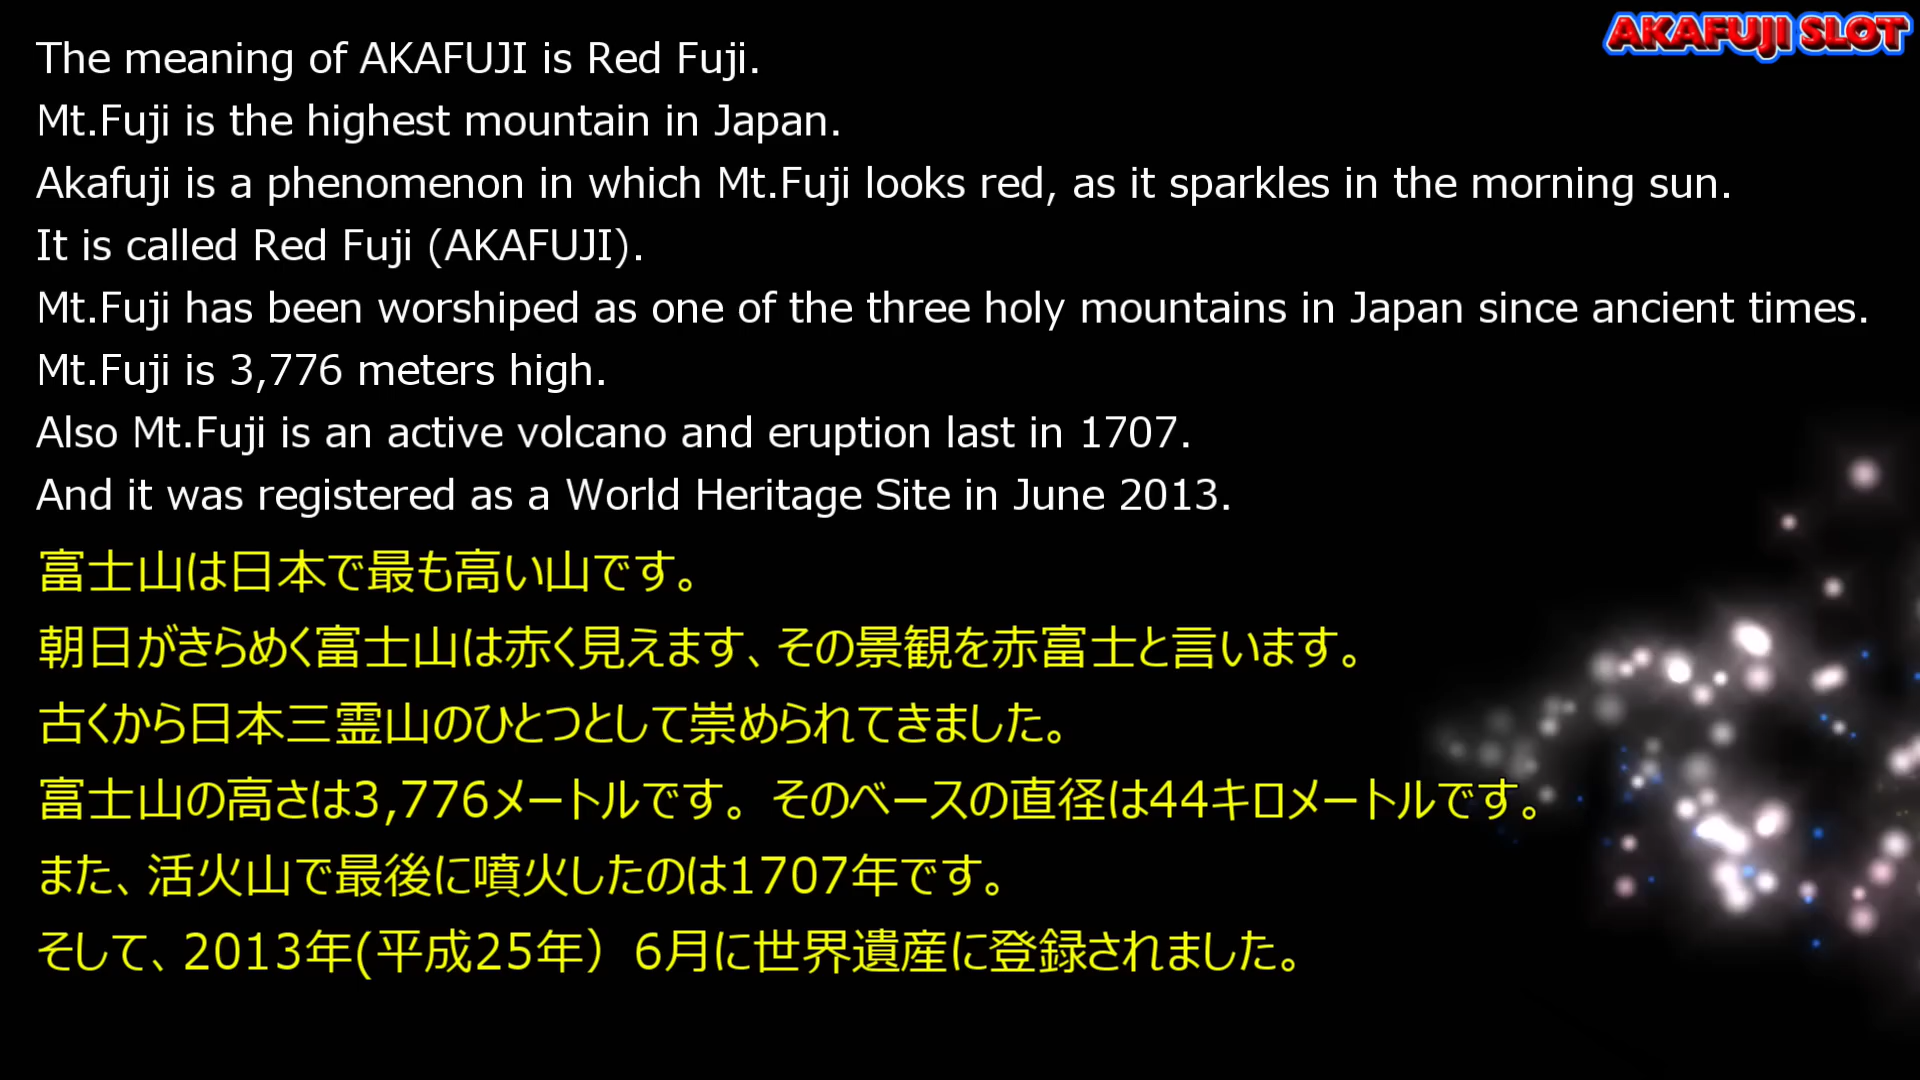 AKAFUJI SLOT
The meaning of AKAFUJI is Red Fuji.
Mt.Fuji is the highest mountain in Japan.
Akafuji is a phenomenon in which Mt.Fuji looks red, as it sparkles in the morning sun.
It is called Red Fuji (AKAFUJI).
Mt.Fuji has been worshiped as one of the three holy mountains in Japan since ancient times.
Mt.Fuji is 3,776 meters high.
Also Mt.Fuji is an active volcano and eruption last in 1707.
And it was registered as a World Heritage Site in June 2013.
富士山は日本で最も高い山です。
朝日がきらめく富士山は赤く見えます、その景観を赤富士と言います。
古くから日本三霊山のひとつとして崇められてきました。
富士山の高さは3,776メートルです。そのベースの直径は44キロメートルです。
また、活火山で最後に噴火したのは1707年です。
そして、2013年(平成25年）6月に世界遺産に登録されました。